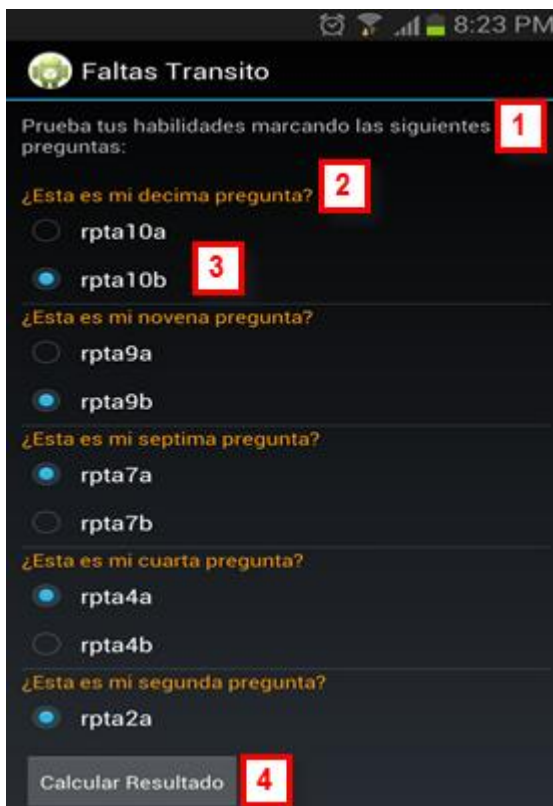 8:23 PM
Faltas Transito
Prueba tus habilidades marcando las siguientes 1
preguntas:
¿Esta es mi decima pregunta? 2
rpta10a
3
rpta10b
¿Esta es mi novena pregunta?
rpta9a
rpta9b
¿Esta es mi septima pregunta?
rpta7a
rpta7b
¿Esta es mi cuarta pregunta?
rpta4a
rpta4b
¿Esta es mi segunda pregunta?
rpta2a
Calcular Resultado 4